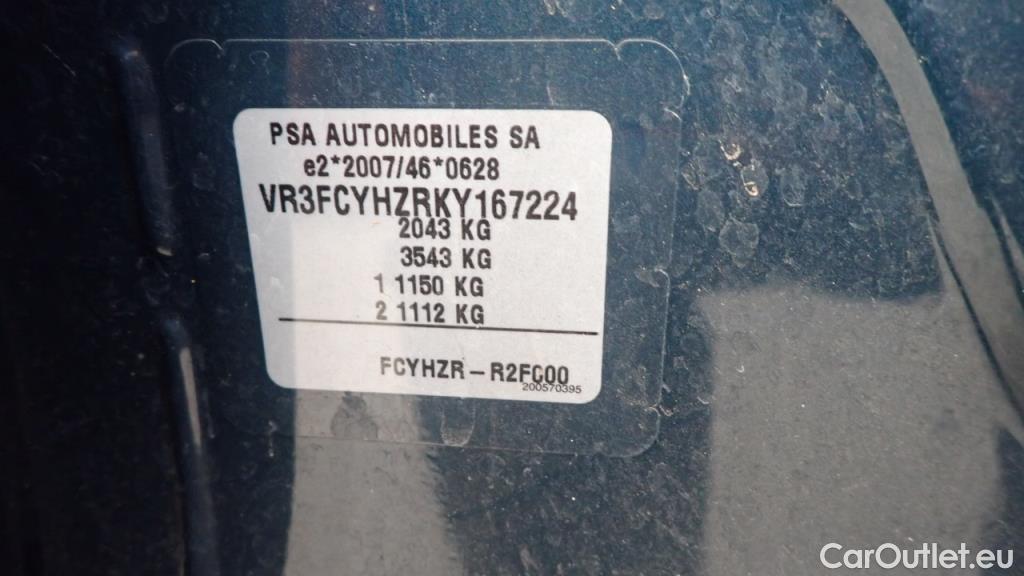 PSA AUTOMOBILES SA
e2*2007/46*0628
VR3FCYHZRKY167224
2043 KG
3543 KG
1 1150 KG
2 1112 KG
FCYHZR – R2FC00
200570395
CarOutlet.eu